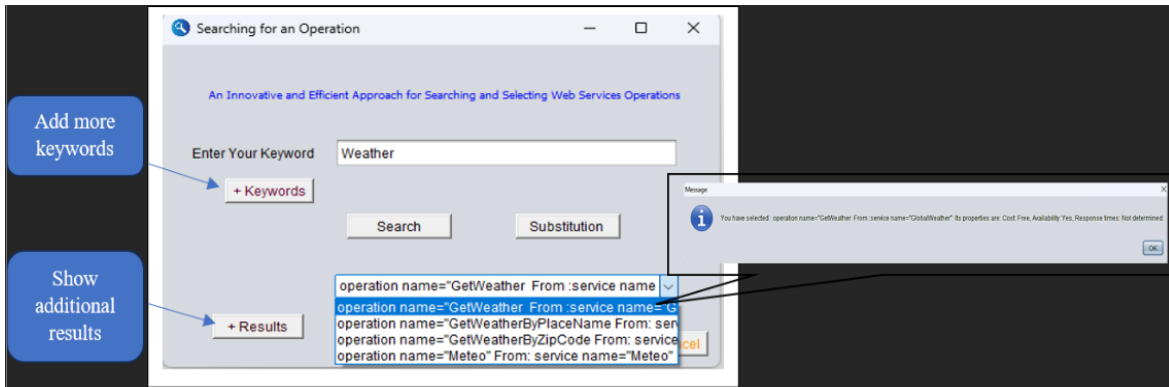 Searching for an Operation
An Innovative and Efficient Approach for Searching and Selecting Web Services Operations
Add more
keywords
Enter Your Keyword
Weather
+ Keywords
Search
Substitution
Message
X
You have selected : operation name="GetWeather From :service name="GlobalWeather" Its properties are: Cost: Free, Availability: Yes, Response times: Not determined.
OK
Show
additional
results
+ Results
operation name="GetWeather From :service name
operation name="GetWeather From :service name="G
operation name="GetWeatherByPlaceName From: ser
operation name="GetWeatherByZipCode From: service
operation name="Meteo" From: service name="Meteo"
cel